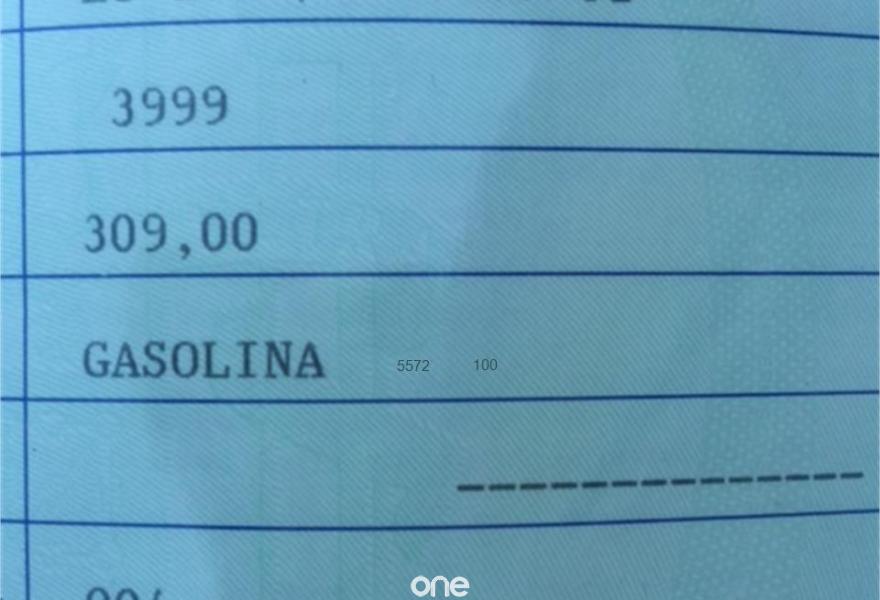 3999
309,00
GASOLINA 5572 100
--------------
one